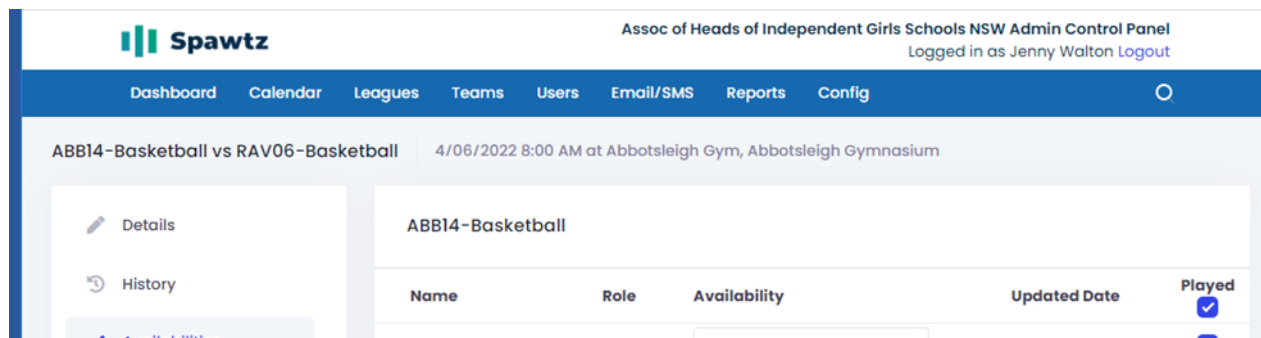 Spawtz
Assoc of Heads of Independent Girls Schools NSW Admin Control Panel
Logged in as Jenny Walton Logout
Dashboard Calendar Leagues Teams Users Email/SMS Reports Config
ABB14-Basketball vs RAV06-Basketball 4/06/2022 8:00 AM at Abbotsleigh Gym, Abbotsleigh Gymnasium
Details
ABB14-Basketball
History
Name Role Availability Updated Date Played